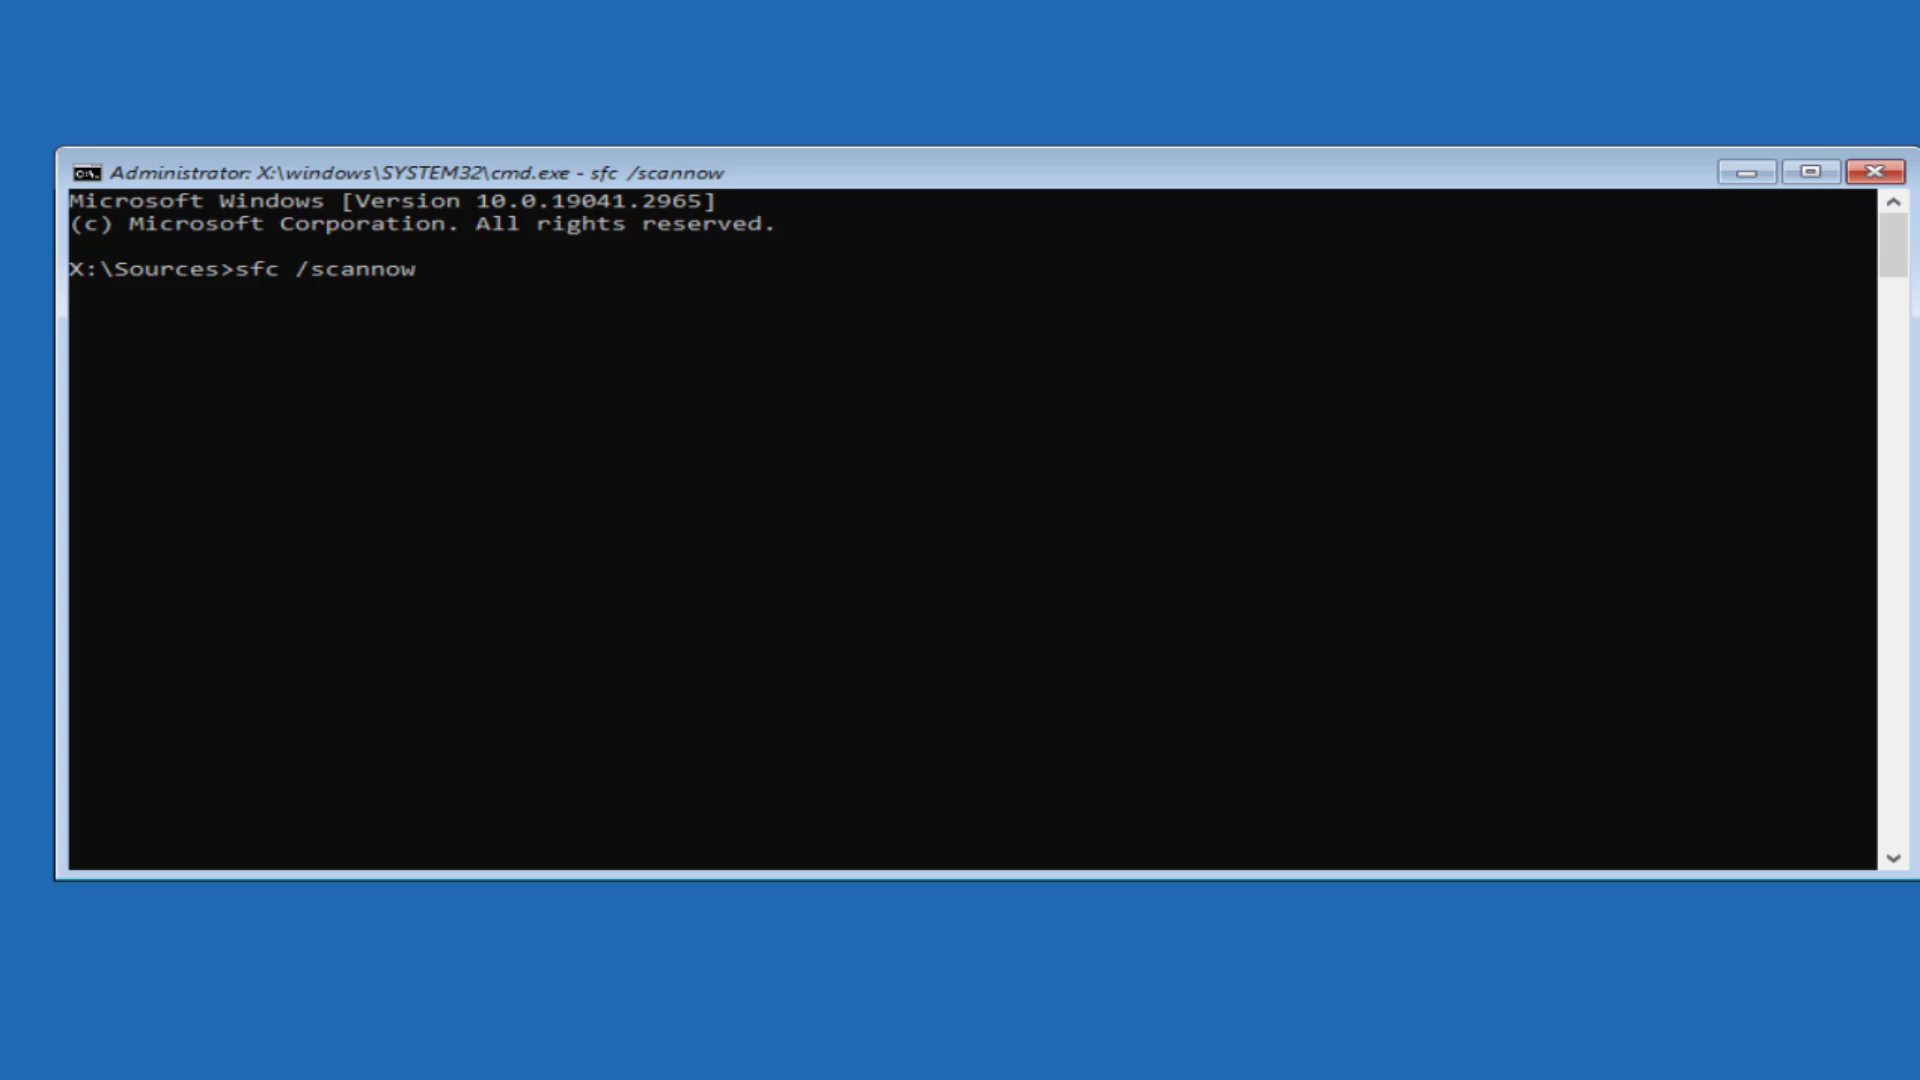 Administrator: X:\windows\SYSTEM32\cmd.exe - sfc /scannow
Microsoft Windows [Version 10.0.19041.2965]
(c) Microsoft Corporation. All rights reserved.
X:\Sources>sfc /scannow